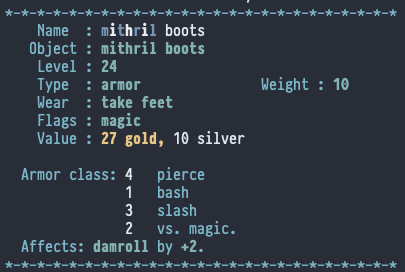 *-*-*-*-*-*-*-*-*-*-*-*-*-*-*-*-*-*-*-*-*-*-*-*-*
Name : mithril boots
Object : mithril boots
Level : 24
Type : armor Weight : 10
Wear : take feet
Flags : magic
Value : 27 gold, 10 silver
Armor class: 4 pierce
1 bash
3 slash
2 vs. magic.
Affects: damroll by +2.
*-*-*-*-*-*-*-*-*-*-*-*-*-*-*-*-*-*-*-*-*-*-*-*-*